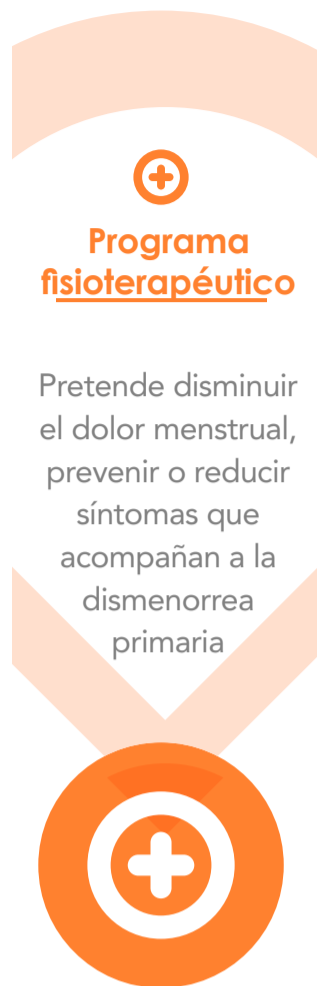 Programa
fisioterapéutico
Pretende disminuir
el dolor menstrual,
prevenir o reducir
síntomas que
acompañan a la
dismenorrea
primaria